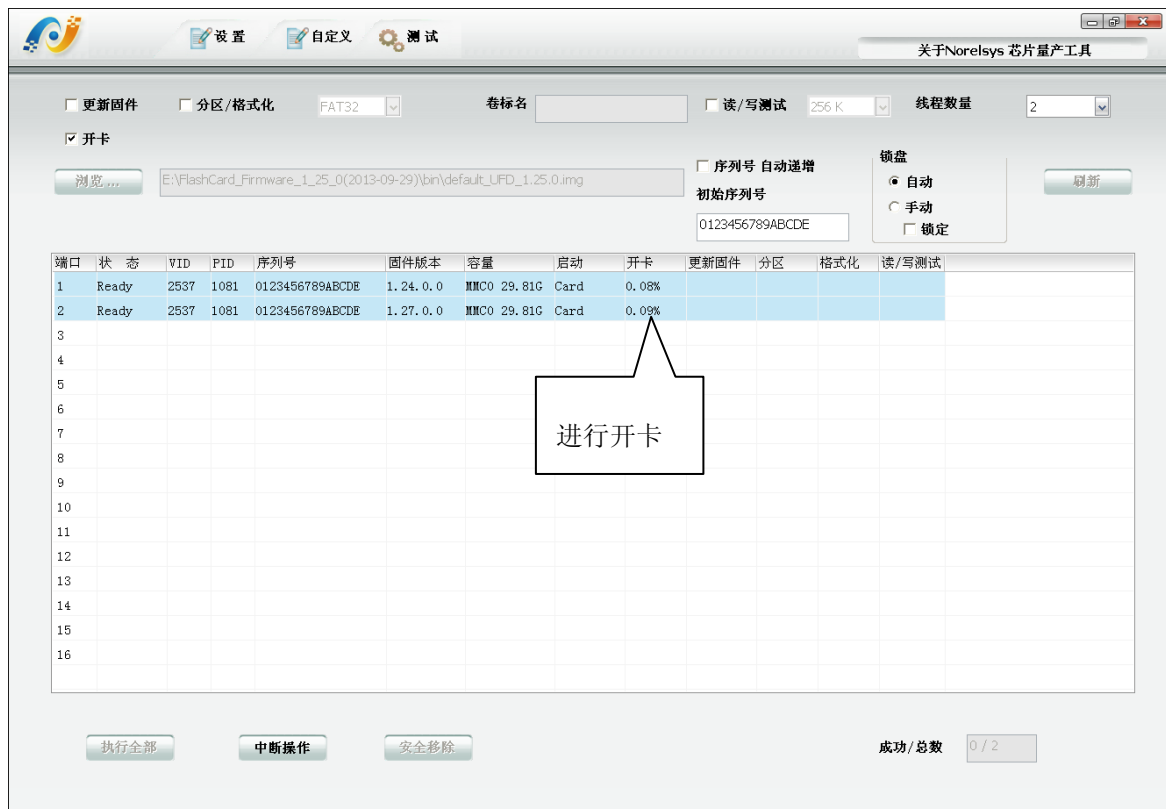 设 置 自定义 测 试
关于Norelsys 芯片量产工具
更新固件 分区/格式化 FAT32 卷标名 读/写测试 256 K 线程数量 2
开卡
浏览 ... E:\FlashCard_Firmware_1_25_0(2013-09-29)\bin\default_UFD_1.25.0.img 序列号 自动递增 锁盘
自动 刷新
初始序列号
手动
0123456789ABCDE 锁定
端口 状 态 VID PID 序列号 固件版本 容量 启动 开卡 更新固件 分区 格式化 读/写测试
1 Ready 2537 1081 0123456789ABCDE 1.24.0.0 MMC0 29.81G Card 0.08%
2 Ready 2537 1081 0123456789ABCDE 1.27.0.0 MMC0 29.81G Card 0.09%
3
4
5
6
7
进行开卡
8
9
10
11
12
13
14
15
16
执行全部 中断操作 安全移除 成功/总数 0 / 2